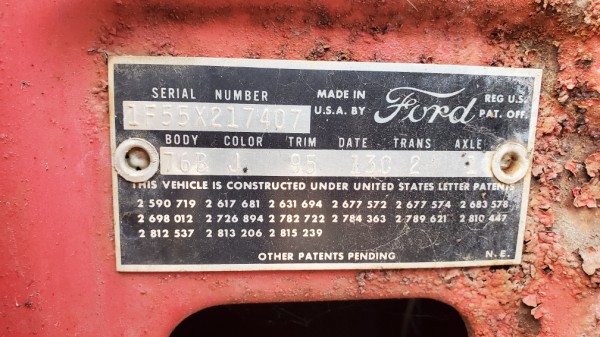 SERIAL NUMBER MADE IN Ford REG U.S.
1F55X217407 U.S.A. BY PAT. OFF.
BODY COLOR TRIM DATE TRANS AXLE
76B J 95 13Q 2
THIS VEHICLE IS CONSTRUCTED UNDER UNITED STATES LETTER PATENTS
2 590 719 2 617 681 2 631 694 2 677 572 2 677 574 2 683 578
2 698 012 2 726 894 2 782 722 2 784 363 2 789 621 2 810 447
2 812 537 2 813 206 2 815 239
OTHER PATENTS PENDING N.E.